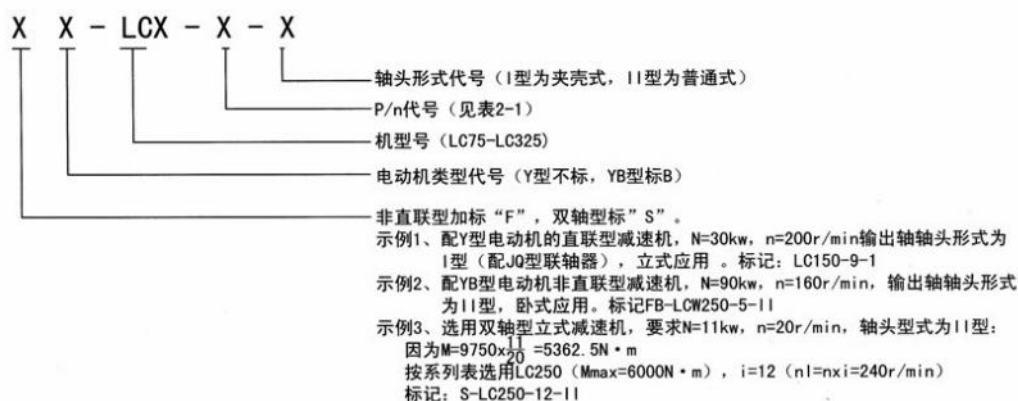 X X-LCX-X-X
轴头形式代号（I型为夹壳式，II型为普通式）
P/n代号（见表2-1）
机型号（LC75-LC325)
电动机类型代号（Y型不标，YB型标B）
非直联型加标“F”，双轴型标”S”。
示例1、配Y型电动机的直联型减速机，N=30kw，n=200r/min输出轴轴头形式为
I型（配JQ型联轴器），立式应用 。标记：LC150-9-1
示例2、配YB型电动机非直联型减速机，N=90kw，n=160r/min，输出轴轴头形式
为II型，卧式应用。标记FB-LCW250-5-II
示例3、选用双轴型立式减速机，要求N=11kw，n=20r/min，轴头型式为II型：
因为M=9750x11/20 =5362.5N·m
按系列表选用LC250（Mmax=6000N·m），i=12（nl=nxi=240r/min）
标记：S-LC250-12-II